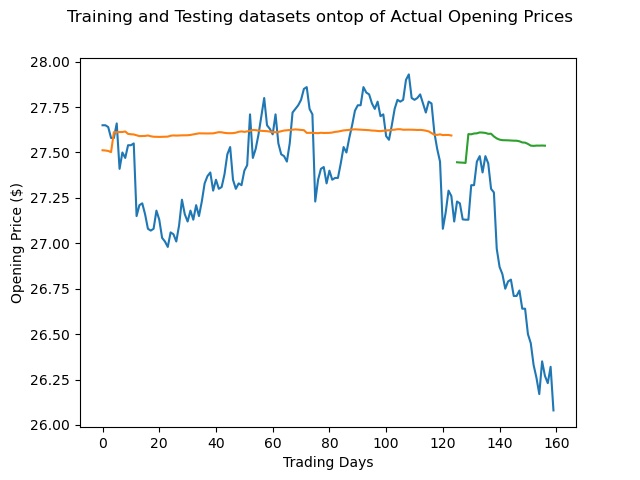 Training and Testing datasets ontop of Actual Opening Prices
28.00
27.75
27.50
27.25
27.00
26.75
26.50
26.25
26.00
Opening Price ($)
0 20 40 60 80 100 120 140 160
Trading Days